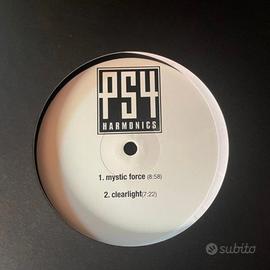 PS4
HARMONICS
1. mystic force (8:58)
2. clearlight(7:22)
subito